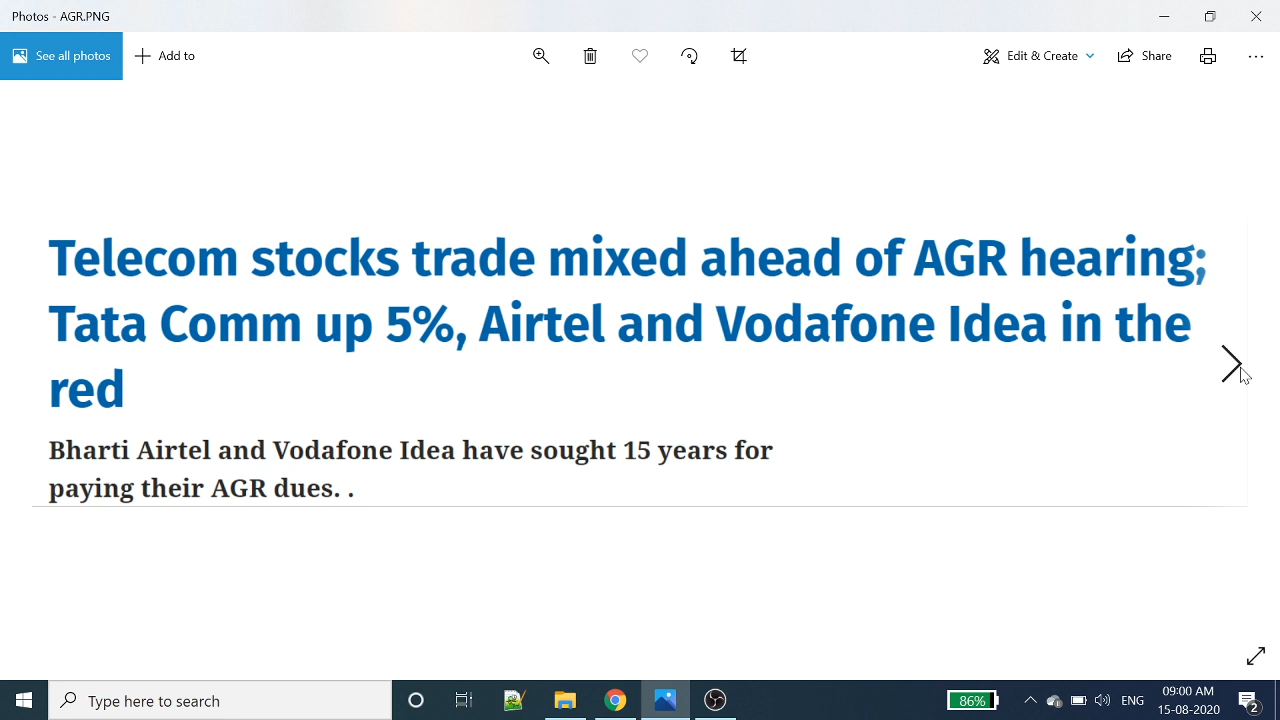 Photos - AGR.PNG
See all photos
Add to
Edit & Create
Share
Telecom stocks trade mixed ahead of AGR hearing;
Tata Comm up 5%, Airtel and Vodafone Idea in the
red
Bharti Airtel and Vodafone Idea have sought 15 years for
paying their AGR dues. .
Type here to search
86%
ENG
09:00 AM
15-08-2020
2